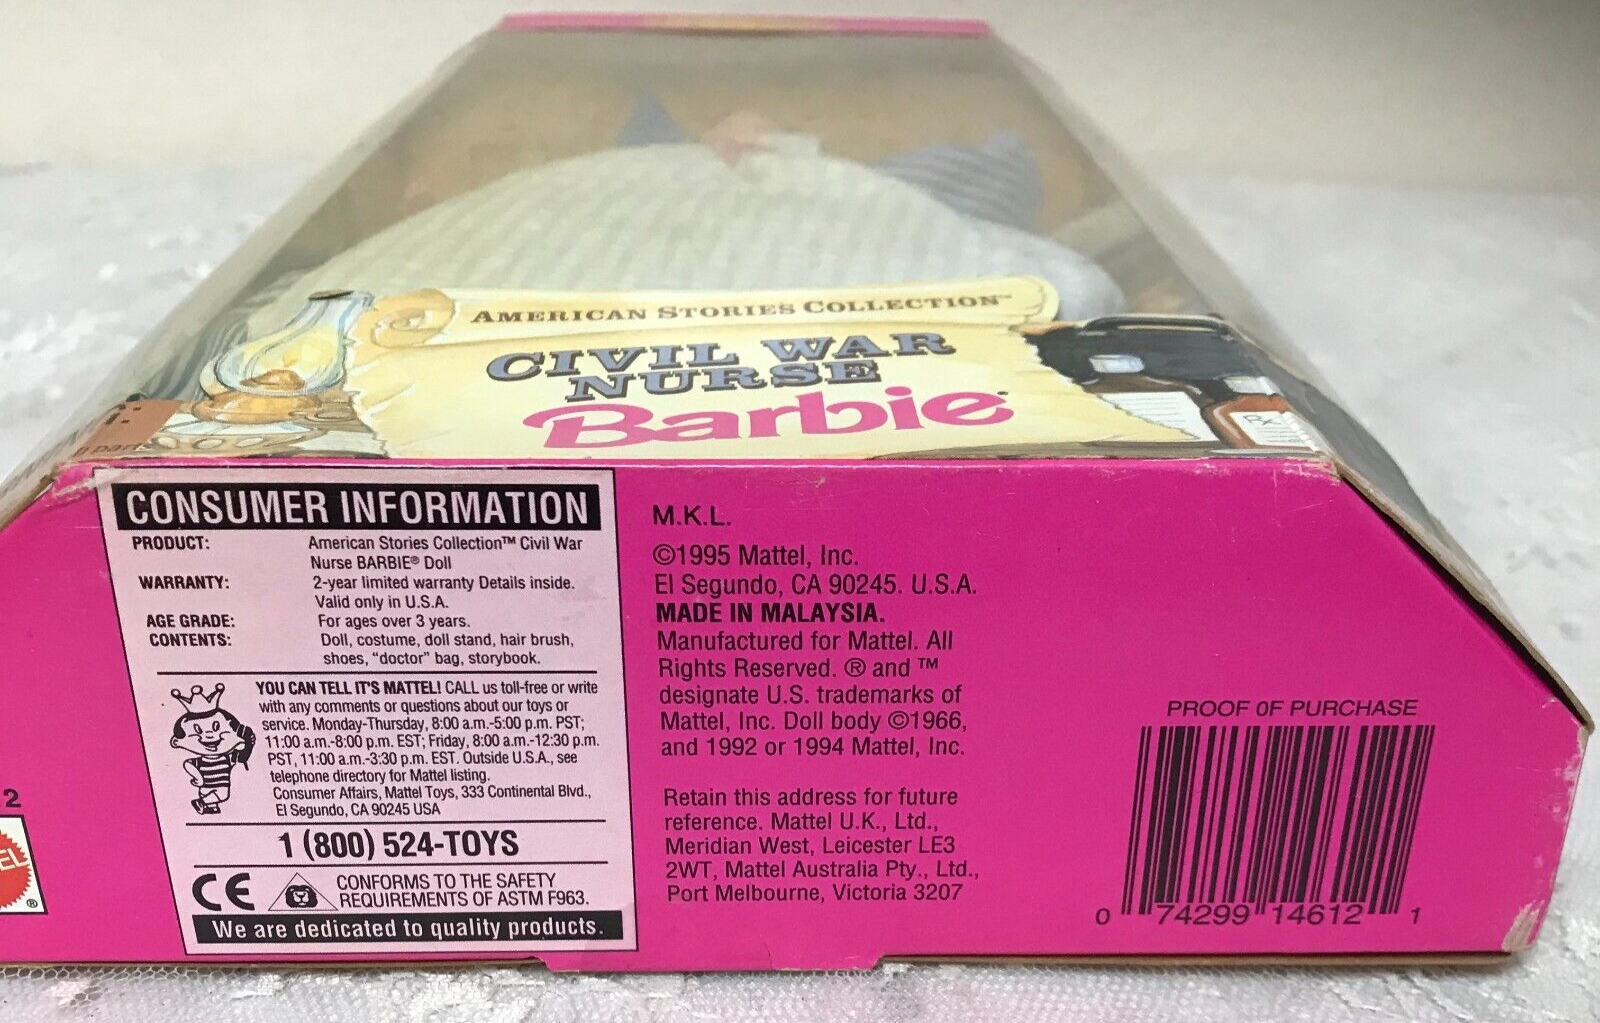 AMERICAN STORIES COLLECTION™
CIVIL WAR
NURSE
Barbie
CONSUMER INFORMATION
PRODUCT: American Stories Collection™ Civil War
Nurse BARBIE® Doll
WARRANTY: 2-year limited warranty Details inside.
Valid only in U.S.A.
AGE GRADE: For ages over 3 years.
CONTENTS: Doll, costume, doll stand, hair brush,
shoes, “doctor” bag, storybook.
YOU CAN TELL IT'S MATTEL! CALL us toll-free or write
with any comments or questions about our toys or
service. Monday-Thursday, 8:00 a.m.-5:00 p.m. PST;
11:00 a.m.-8:00 p.m. EST; Friday, 8:00 a.m.-12:30 p.m.
PST, 11:00 a.m.-3:30 p.m. EST. Outside U.S.A., see
telephone directory for Mattel listing.
Consumer Affairs, Mattel Toys, 333 Continental Blvd.,
El Segundo, CA 90245 USA
1 (800) 524-TOYS
CE
CONFORMS TO THE SAFETY
REQUIREMENTS OF ASTM F963.
We are dedicated to quality products.
M.K.L.
©1995 Mattel, Inc.
El Segundo, CA 90245. U.S.A.
MADE IN MALAYSIA.
Manufactured for Mattel. All
Rights Reserved. ® and ™
designate U.S. trademarks of
Mattel, Inc. Doll body ©1966,
and 1992 or 1994 Mattel, Inc.
Retain this address for future
reference. Mattel U.K., Ltd.,
Meridian West, Leicester LE3
2WT, Mattel Australia Pty., Ltd.,
Port Melbourne, Victoria 3207
PROOF OF PURCHASE
0 74299 14612 1
2
EL
®